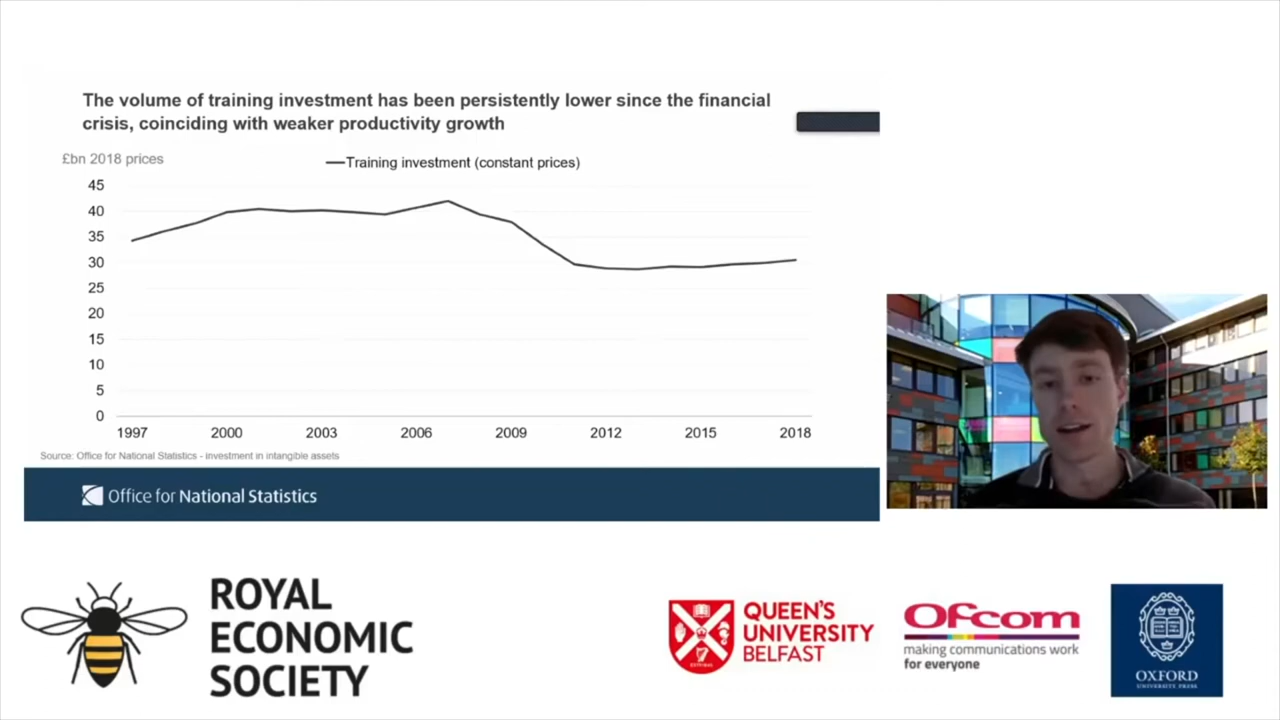 The volume of training investment has been persistently lower since the financial
crisis, coinciding with weaker productivity growth
£bn 2018 prices
Training investment (constant prices)
45
40
35
30
25
20
15
10
5
0
1997 2000 2003 2006 2009 2012 2015 2018
Source: Office for National Statistics - investment in intangible assets
Office for National Statistics
ROYAL
ECONOMIC
SOCIETY
QUEEN'S
UNIVERSITY
BELFAST
Ofcom
making communications work
for everyone
OXFORD
UNIVERSITY PRESS